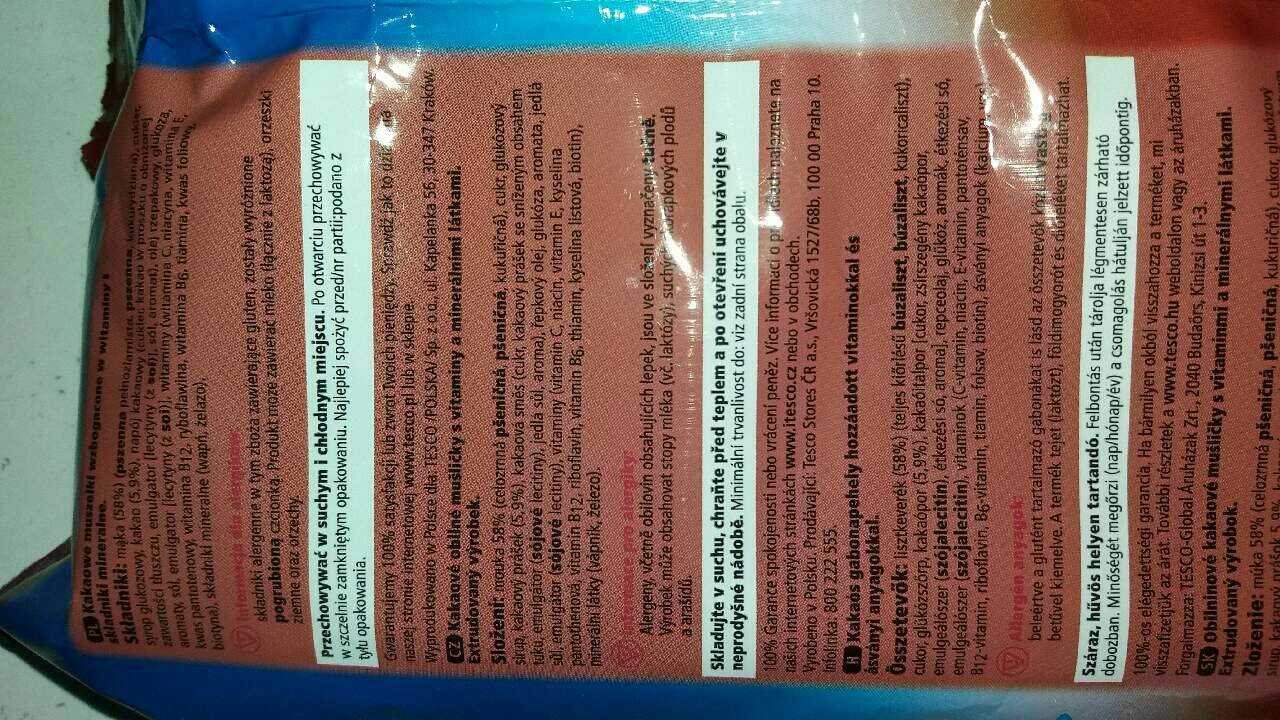 PL Kakaowe muszelki wzbogacone w witaminy i
składniki mineralne.
Składniki: mąka (58%) (pszenna pełnoziarnista, pszenna, kukurydziana), cukier,
syrop glukozowy, kakao (5,9%), napój kakaowy(cukier, kakao w proszku o obniżonej
zawartości tłuszczu, emulgator [lecytyny (z soi), sól, aroma), olej rzepakowy, glukoza,
aromaty, sól, emulgator [lecytyny (z soi)], witaminy (witamina C, niacyna, witamina E,
kwas pantotenowy, witamina B12, ryboflawina, witamina B6, tiamina, kwas foliowy,
biotyna), składniki mineralne (wapń, żelazo).
Informacja dla alergików:
składniki alergenne w tym zboża zawierające gluten, zostały wyróżnione
pogrubioną czcionką. Produkt może zawierać mleko (łącznie z laktozą), orzeszki
ziemne oraz orzechy.
Przechowywać w suchym i chłodnym miejscu. Po otwarciu przechowywać
w szczelnie zamkniętym opakowaniu. Najlepiej spożyć przed/nr partii:podano z
tyłu opakowania.
Gwarantujemy 100% satysfakcji lub zwrot Twoich pieniędzy. Sprawdź jak to działa na
Wyprodukowano w Polsce dla: TESCO (POLSKA) Sp. z o.o., ul. Kapelanka 56, 30-347 Kraków.
CZ Kakaové obilné mušličky s vitaminy a minerálními látkami.
Extrudovaný výrobek.
Složení: mouka 58% (celozrnná pšeničná, pšeničná, kukuřičná), cukr, glukózový
sirup, kakaový prášek (5,9%), kakaová směs (cukr, kakaový prášek se sníženým obsahem
tuku, emulgátor (sójové lecitiny), jedlá sůl, aroma), řepkový olej, glukóza, aromata, jedlá
sůl, emulgátor (sójové lecitiny), vitaminy (vitamin C, niacin, vitamin E, kyselina
pantotenová, vitamin B12, riboflavin, vitamin B6, thiamin, kyselina listová, biotin),
minerální látky (vápník, železo).
Informace pro alergiky:
Alergeny, včetně obilovin obsahujících lepek, jsou ve složení vyznačeny tučně.
Výrobek může obsahovat stopy mléka (vč. laktózy), suchých skořápkových plodů
a arašídů.
Skladujte v suchu, chraňte před teplem a po otevření uchovávejte v
neprodyšné nádobě. Minimální trvanlivost do: viz zadní strana obalu.
100% garance spokojenosti nebo vrácení peněz. Více informací o podmínkách naleznete na
našich internetových stránkách www.itesco.cz nebo v obchodech.
Vyrobeno v Polsku. Prodávající: Tesco Stores ČR a.s., Vršovická 1527/68b, 100 00 Praha 10.
Infolinka: 800 222 555
H Kakaós gabonapehely hozzáadott vitaminokkal és
ásványi anyagokkal.
Összetevők: lisztkeverék (58%) (teljes kiőrlésű búzaliszt, búzaliszt, kukoricaliszt),
cukor, glükózszörp, kakaópor (5,9%), kakaóitalpor [cukor, zsírszegény kakaópor,
emulgeálószer (szójalecitin), étkezési só, aroma], repceolaj, glükóz, aromák, étkezési só,
emulgeálószer (szójalecitin), vitaminok (C-vitamin, niacin, E-vitamin, pantoténsav,
B12-vitamin, riboflavin, B6-vitamin, tiamin, folsav, biotin), ásványi anyagok (kalcium,
Allergén anyagok:
beleértve a glutént tartalmazó gabonát is lásd az összetevők
betűvel kiemelve. A termék tejet (laktózt), földimogyorót és dióféléket tartalmazhat.
Száraz, hűvös helyen tartandó. Felbontás után tárolja légmentesen zárható
dobozban. Minőségét megőrzi (nap/hónap/év) a csomagolás hátulján jelzett időpontig.
100%-os elégedettségi garancia. Ha bármilyen okból visszahozza a terméket, mi
visszafizetjük az árát. További részletek a www.tesco.hu weboldalon vagy az áruházakban.
Forgalmazza: TESCO-Global Áruházak Zrt., 2040 Budaörs, Kinizsi út 1-3.
SK Obilninové kakaové mušličky s vitamínmi a minerálnymi látkami.
Extrudovaný výrobok.
Zloženie: múka 58% (celozrnná pšeničná, pšeničná, kukuričná), cukor, glukózový